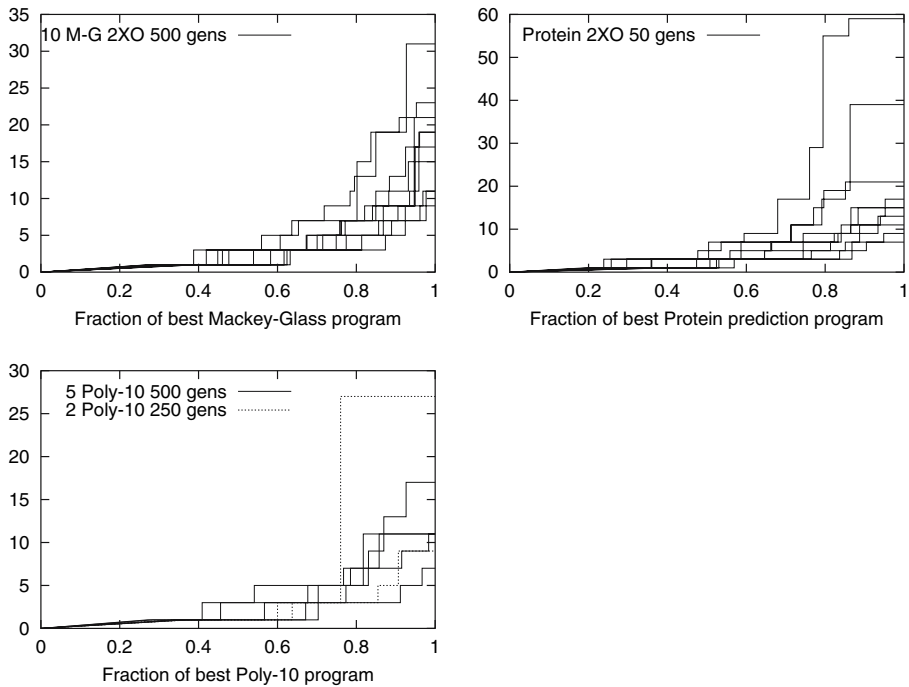 35
30
25
20
15
10
5
0
10 M-G 2XO 500 gens
0 0.2 0.4 0.6 0.8 1
Fraction of best Mackey-Glass program
60
50
40
30
20
10
0
Protein 2XO 50 gens
0 0.2 0.4 0.6 0.8 1
Fraction of best Protein prediction program
30
25
20
15
10
5
0
5 Poly-10 500 gens
2 Poly-10 250 gens
0 0.2 0.4 0.6 0.8 1
Fraction of best Poly-10 program